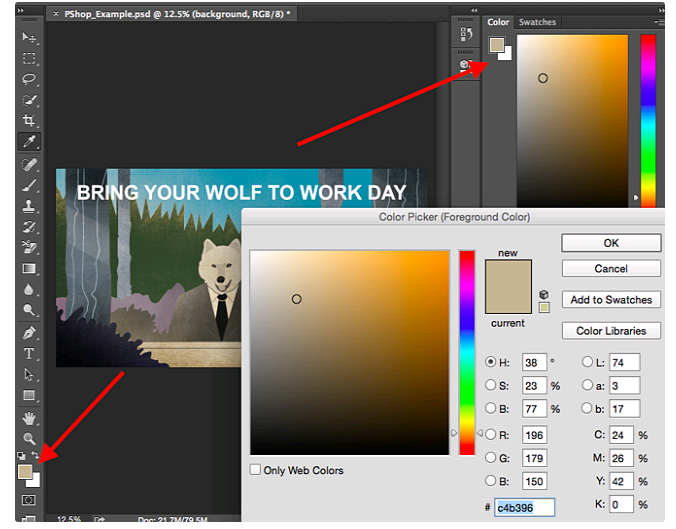 PShop_Example.psd @ 12.5% (background, RGB/8) *
Color Swatches
BRING YOUR WOLF TO WORK DAY
Color Picker (Foreground Color)
new
current
OK
Cancel
Add to Swatches
Color Libraries
H: 38 ° L: 74
S: 23 % a: 3
B: 77 % b: 17
R: 196 C: 24 %
G: 179 M: 26 %
B: 150 Y: 42 %
# c4b396 K: 0 %
Only Web Colors
12.5% Doc: 21.7M/79.5M